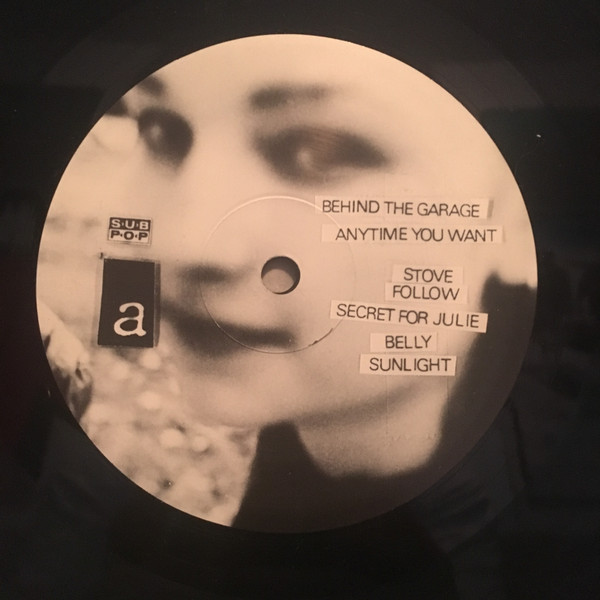 SUB
POP
a
BEHIND THE GARAGE
ANYTIME YOU WANT
STOVE
FOLLOW
SECRET FOR JULIE
BELLY
SUNLIGHT